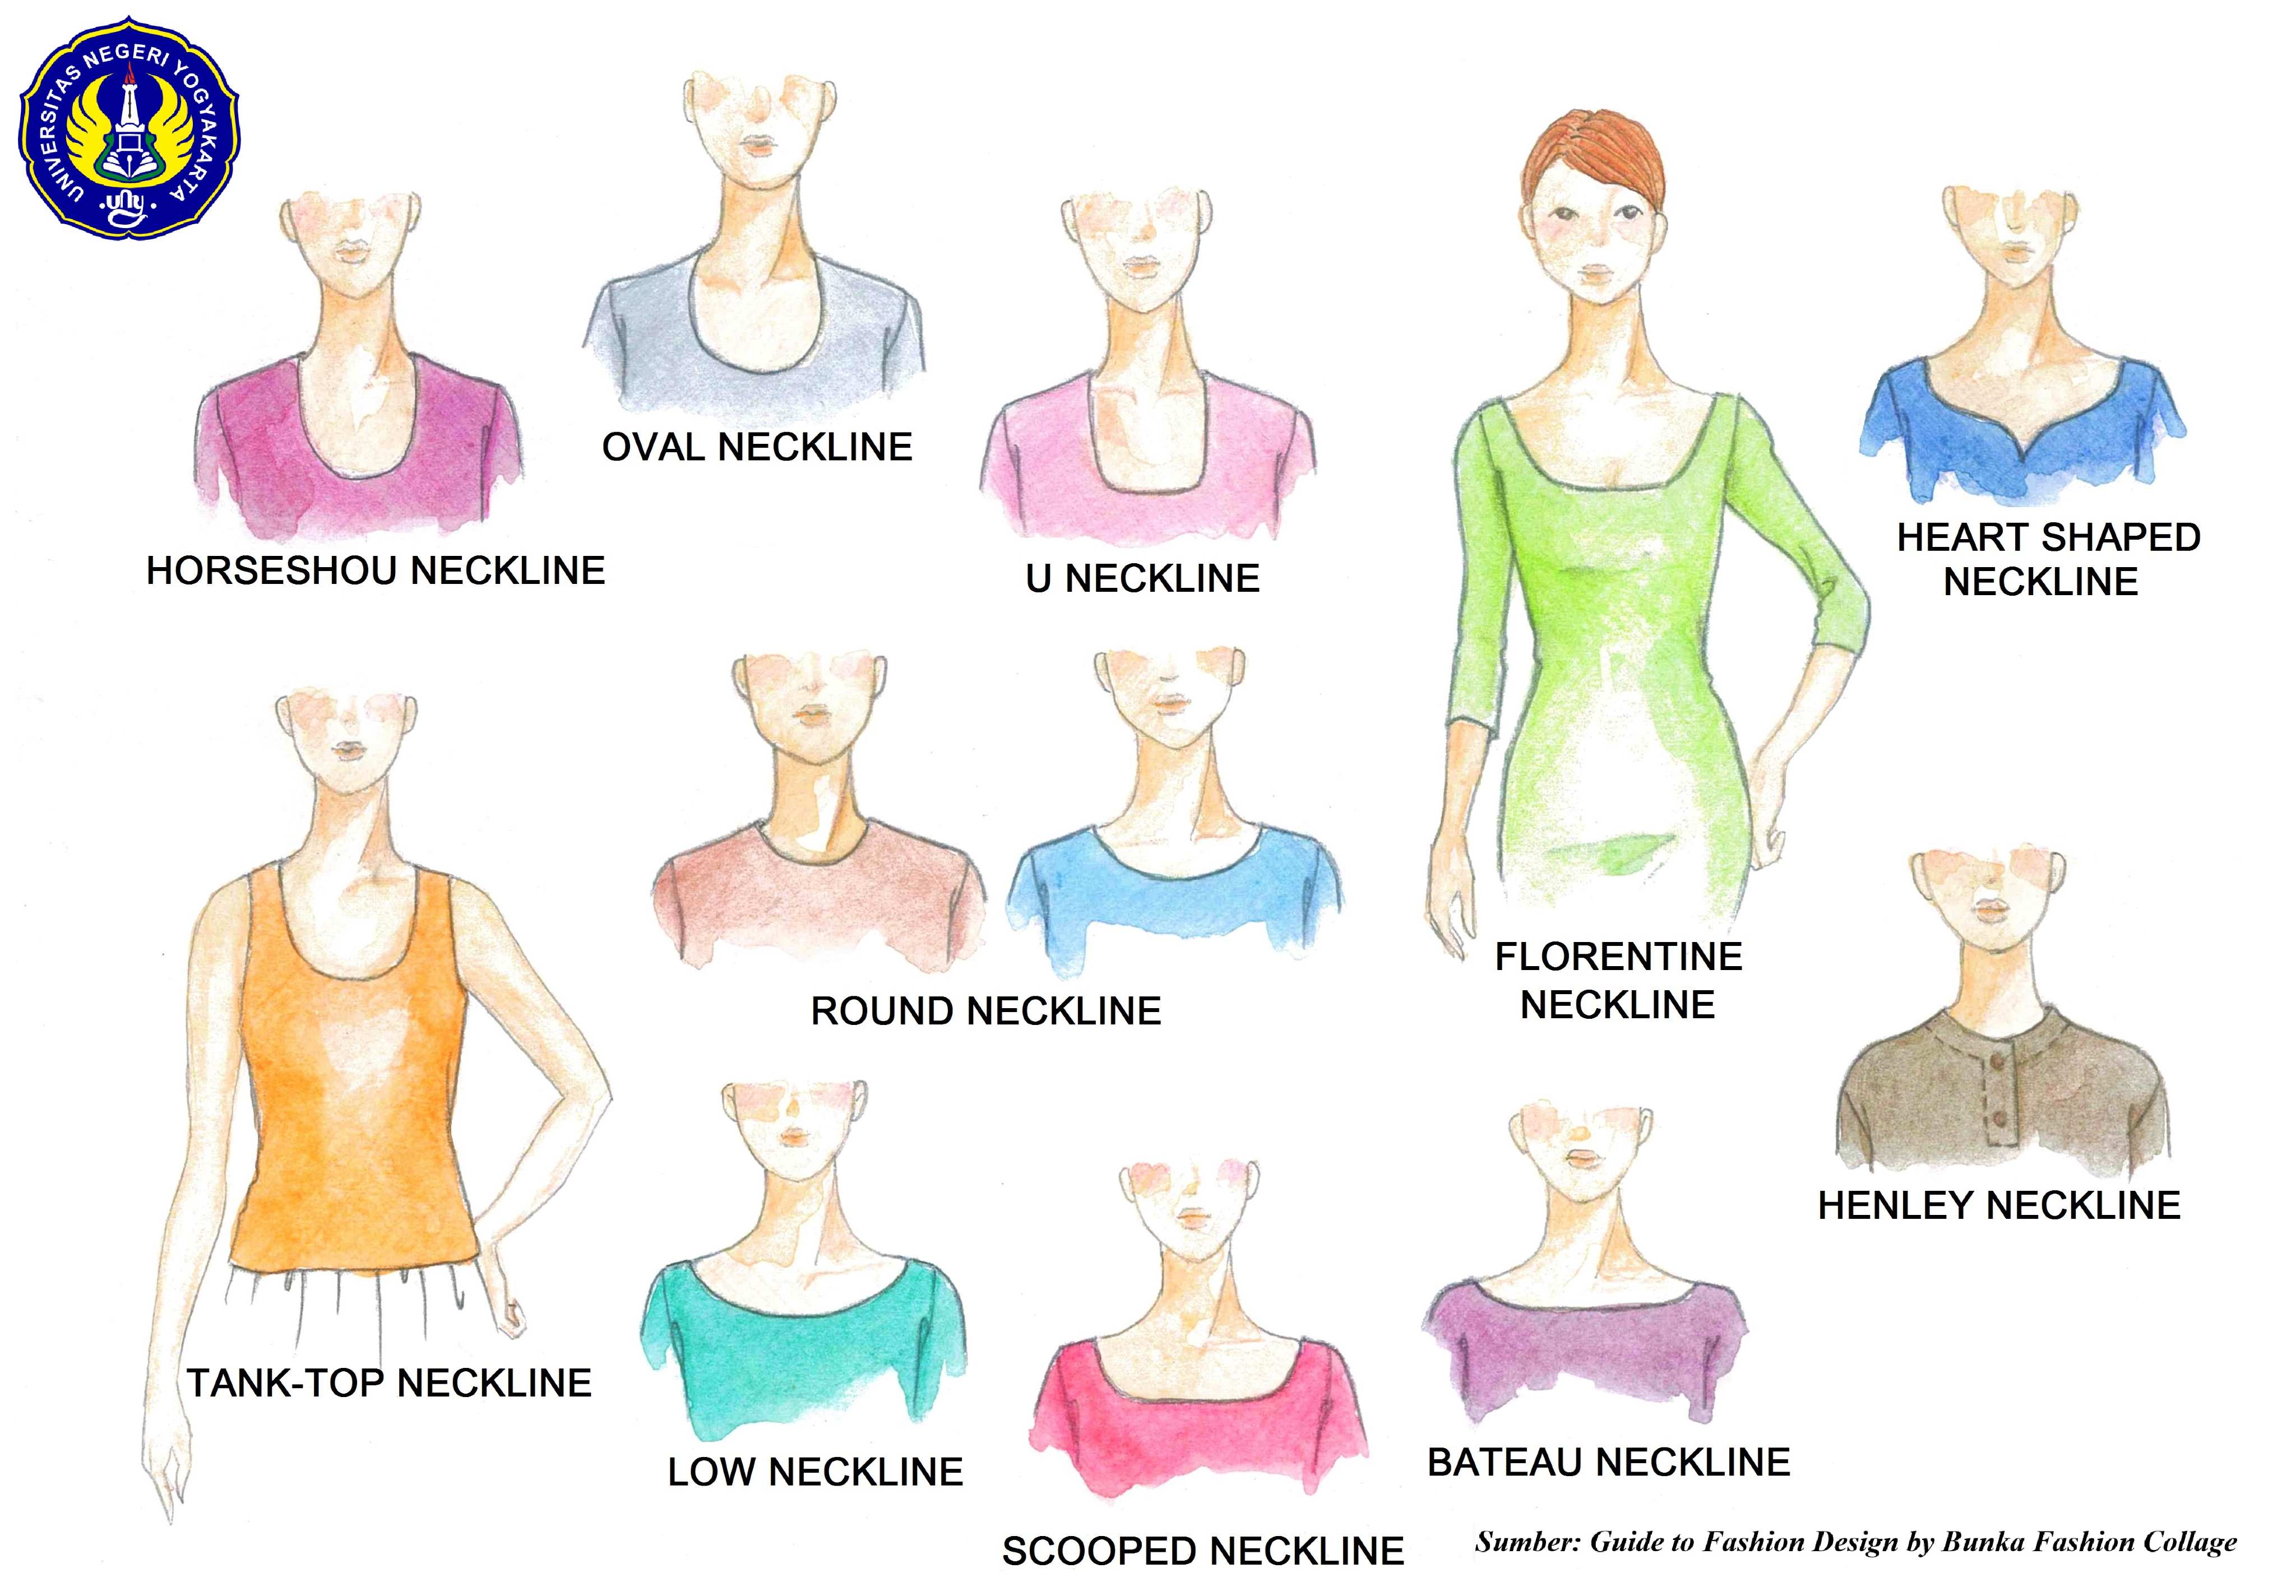 UNIVERSITAS NEGERI YOGYAKARTA
uny
OVAL NECKLINE
HORSESHOU NECKLINE
U NECKLINE
HEART SHAPED
NECKLINE
ROUND NECKLINE
FLORENTINE
NECKLINE
HENLEY NECKLINE
TANK-TOP NECKLINE
LOW NECKLINE
BATEAU NECKLINE
SCOOPED NECKLINE
Sumber: Guide to Fashion Design by Bunka Fashion Collage